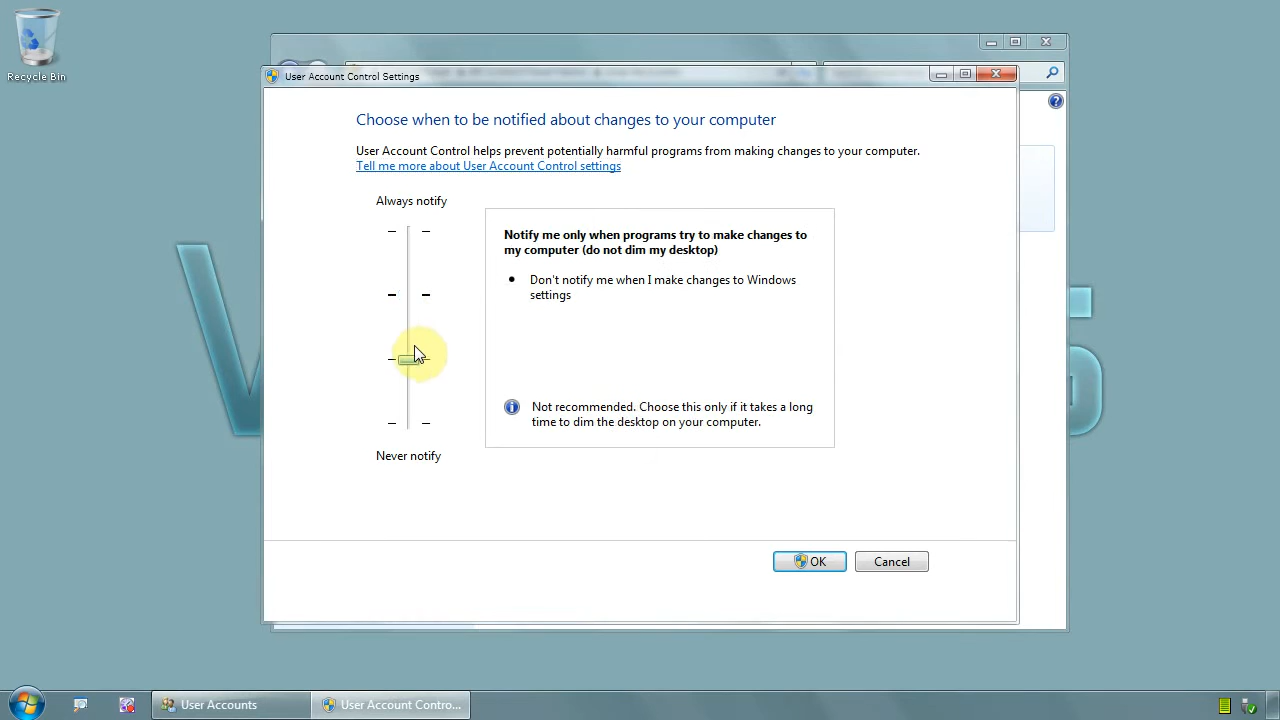 Recycle Bin
User Account Control Settings
Choose when to be notified about changes to your computer
User Account Control helps prevent potentially harmful programs from making changes to your computer.
Tell me more about User Account Control settings
Always notify
Notify me only when programs try to make changes to
my computer (do not dim my desktop)
Don't notify me when I make changes to Windows
settings
Not recommended. Choose this only if it takes a long
time to dim the desktop on your computer.
Never notify
OK
Cancel
User Accounts
User Account Contro...